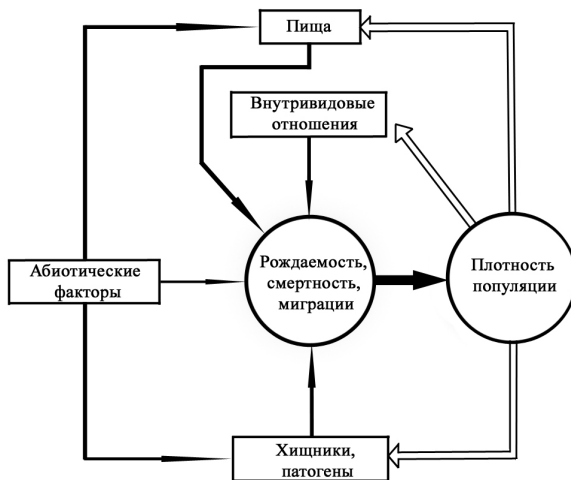 Пища
Внутривидовые
отношения
Абиотические
факторы
Рождаемость,
смертность,
миграции
Плотность
популяции
Хищники,
патогены